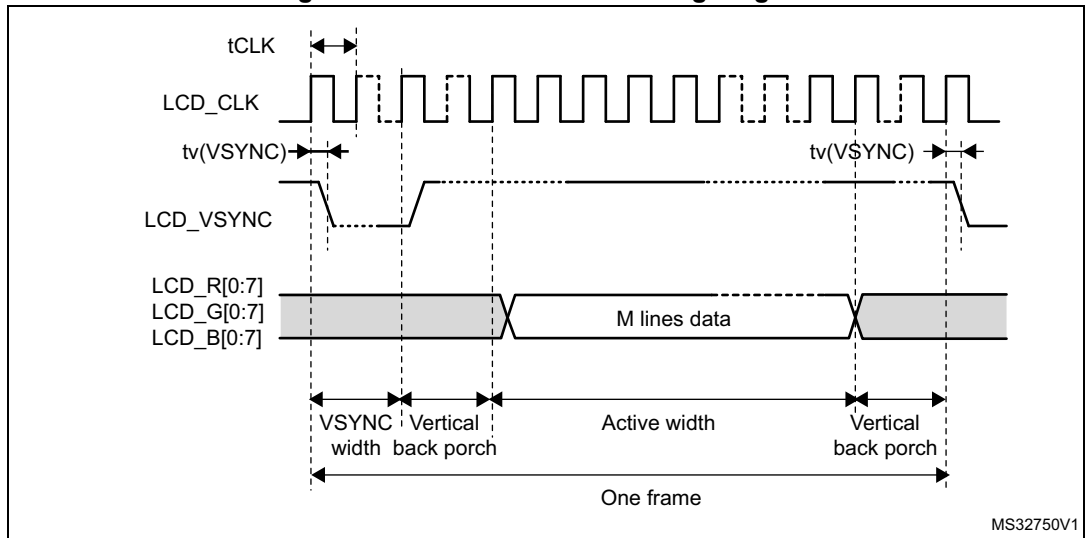 tCLK
LCD_CLK
tv(VSYNC)
tv(VSYNC)
LCD_VSYNC
LCD_R[0:7]
LCD_G[0:7]
LCD_B[0:7]
M lines data
VSYNC width
Vertical back porch
Active width
Vertical back porch
One frame
MS32750V1